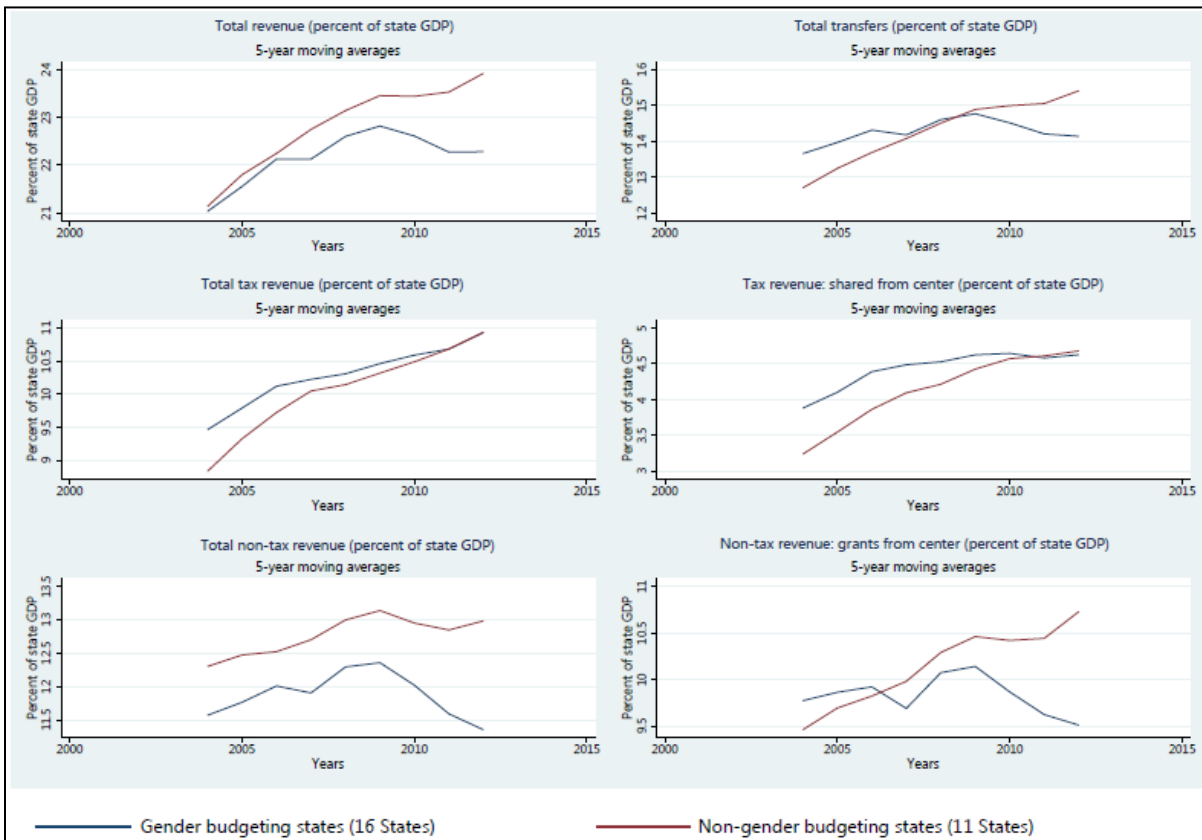 Total revenue (percent of state GDP)
5-year moving averages
Percent of state GDP
24
23
22
21
2000
2005
2010
2015
Years
Total transfers (percent of state GDP)
5-year moving averages
Percent of state GDP
16
15
14
13
12
2000
2005
2010
2015
Years
Total tax revenue (percent of state GDP)
5-year moving averages
Percent of state GDP
11
10.5
10
9.5
9
2000
2005
2010
2015
Years
Tax revenue: shared from center (percent of state GDP)
5-year moving averages
Percent of state GDP
5
4.5
4
3.5
3
2000
2005
2010
2015
Years
Total non-tax revenue (percent of state GDP)
5-year moving averages
Percent of state GDP
13.5
13
12.5
12
11.5
2000
2005
2010
2015
Years
Non-tax revenue: grants from center (percent of state GDP)
5-year moving averages
Percent of state GDP
11
10.5
10
9.5
2000
2005
2010
2015
Years
Gender budgeting states (16 States)
Non-gender budgeting states (11 States)